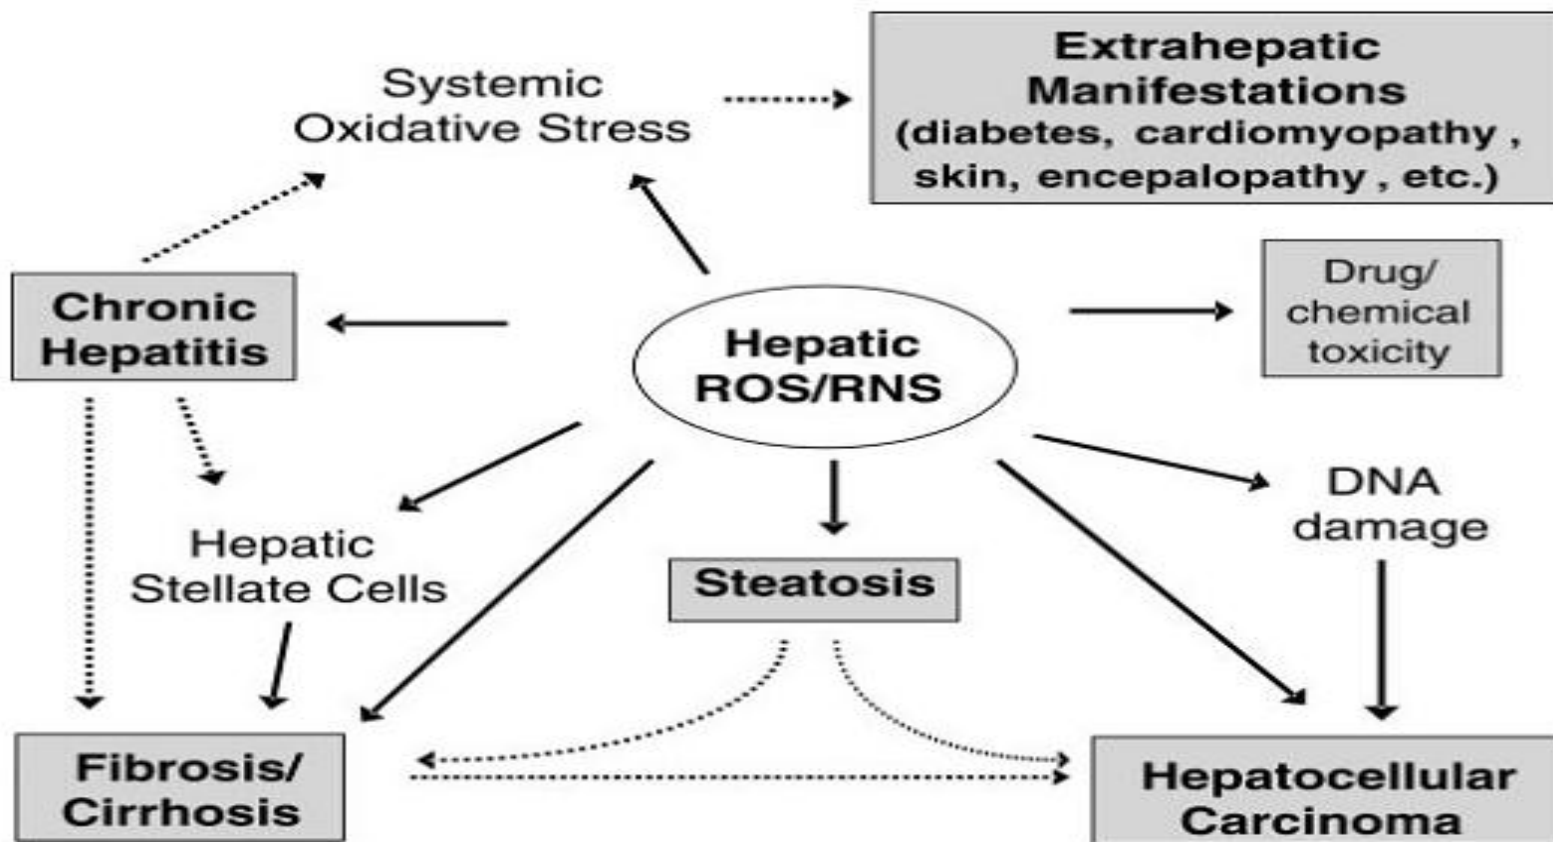 Extrahepatic
Manifestations
(diabetes, cardiomyopathy ,
skin, encepalopathy , etc.)
Systemic
Oxidative Stress
Drug/
chemical
toxicity
Chronic
Hepatitis
Hepatic
ROS/RNS
DNA
damage
Hepatic
Stellate Cells
Steatosis
Fibrosis/
Cirrhosis
Hepatocellular
Carcinoma